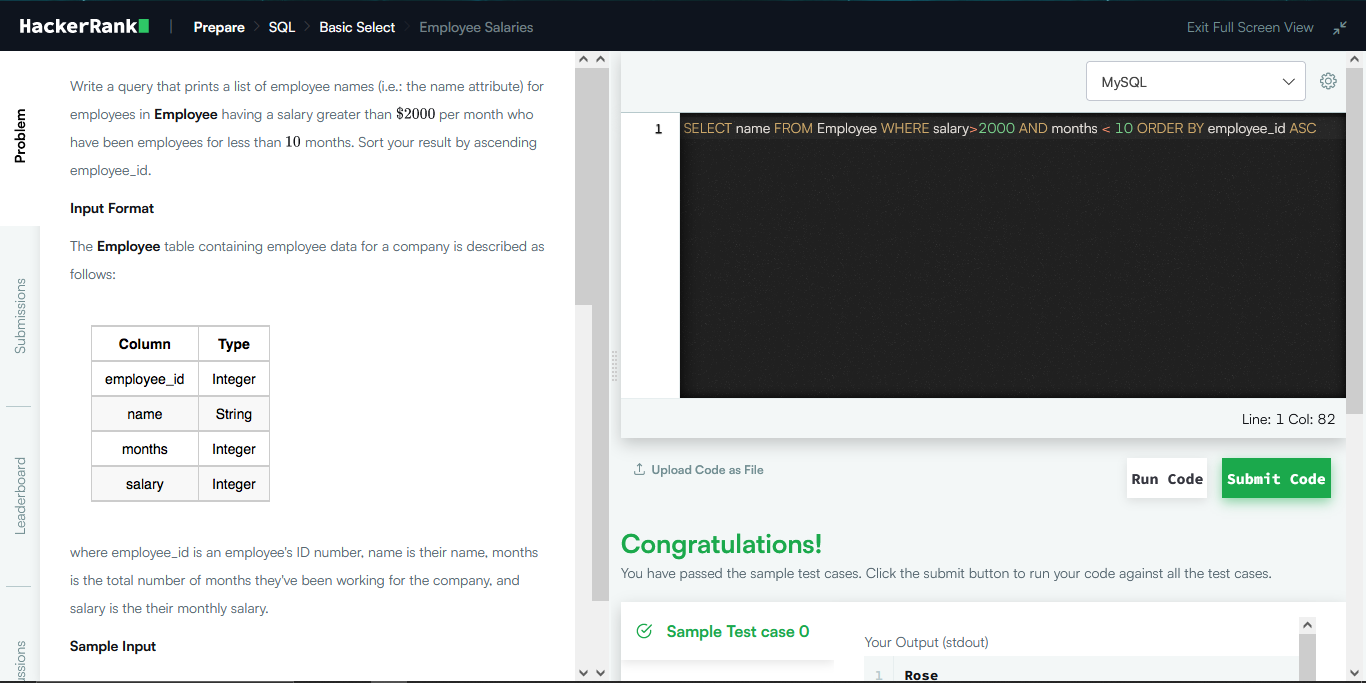 HackerRank | Prepare > SQL > Basic Select > Employee Salaries Exit Full Screen View
Problem
Submissions
Leaderboard
ussions
Write a query that prints a list of employee names (i.e.: the name attribute) for
employees in Employee having a salary greater than $2000 per month who
have been employees for less than 10 months. Sort your result by ascending
employee_id.
Input Format
The Employee table containing employee data for a company is described as
follows:
Column Type
employee_id Integer
name String
months Integer
salary Integer
where employee_id is an employee's ID number, name is their name, months
is the total number of months they've been working for the company, and
salary is the their monthly salary.
Sample Input
MySQL
1 SELECT name FROM Employee WHERE salary>2000 AND months < 10 ORDER BY employee_id ASC
Line: 1 Col: 82
Upload Code as File
Run Code
Submit Code
Congratulations!
You have passed the sample test cases. Click the submit button to run your code against all the test cases.
Sample Test case 0
Your Output (stdout)
1 Rose